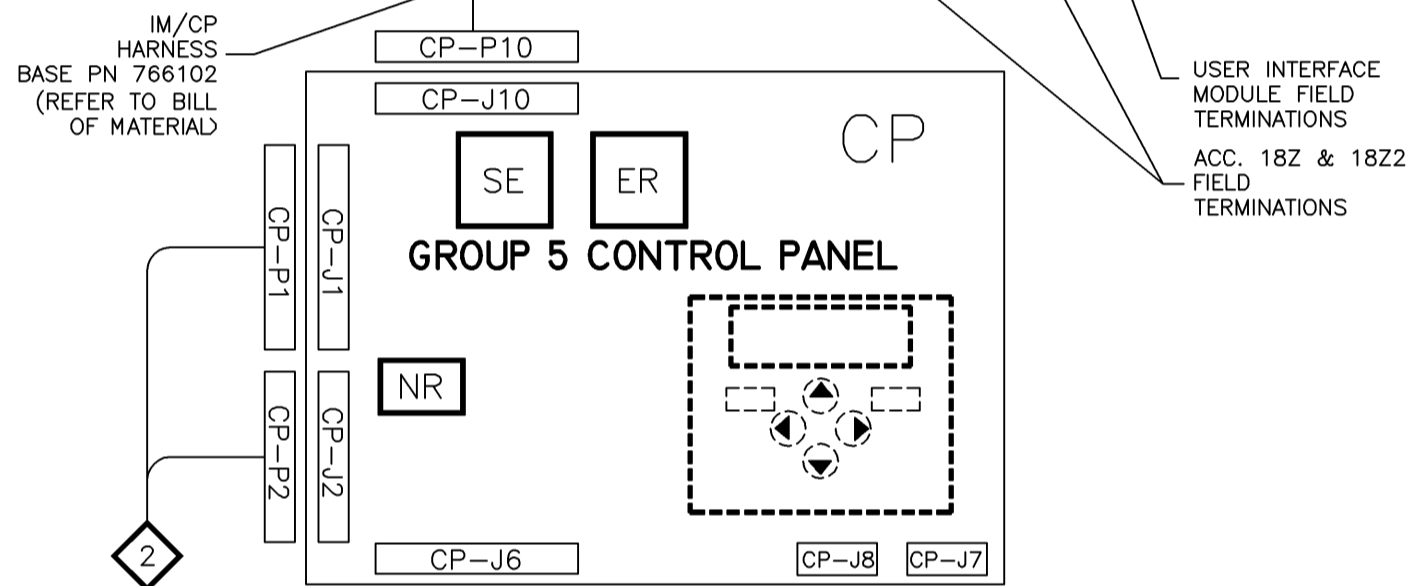 IM/CP
HARNESS
BASE PN 766102
(REFER TO BILL
OF MATERIAL)
CP-P10
CP-J10
CP
USER INTERFACE
MODULE FIELD
TERMINATIONS
ACC. 18Z & 18Z2
FIELD
TERMINATIONS
SE
ER
GROUP 5 CONTROL PANEL
CP-P1
CP-J1
NR
CP-P2
CP-J2
2
CP-J6
CP-J8
CP-J7